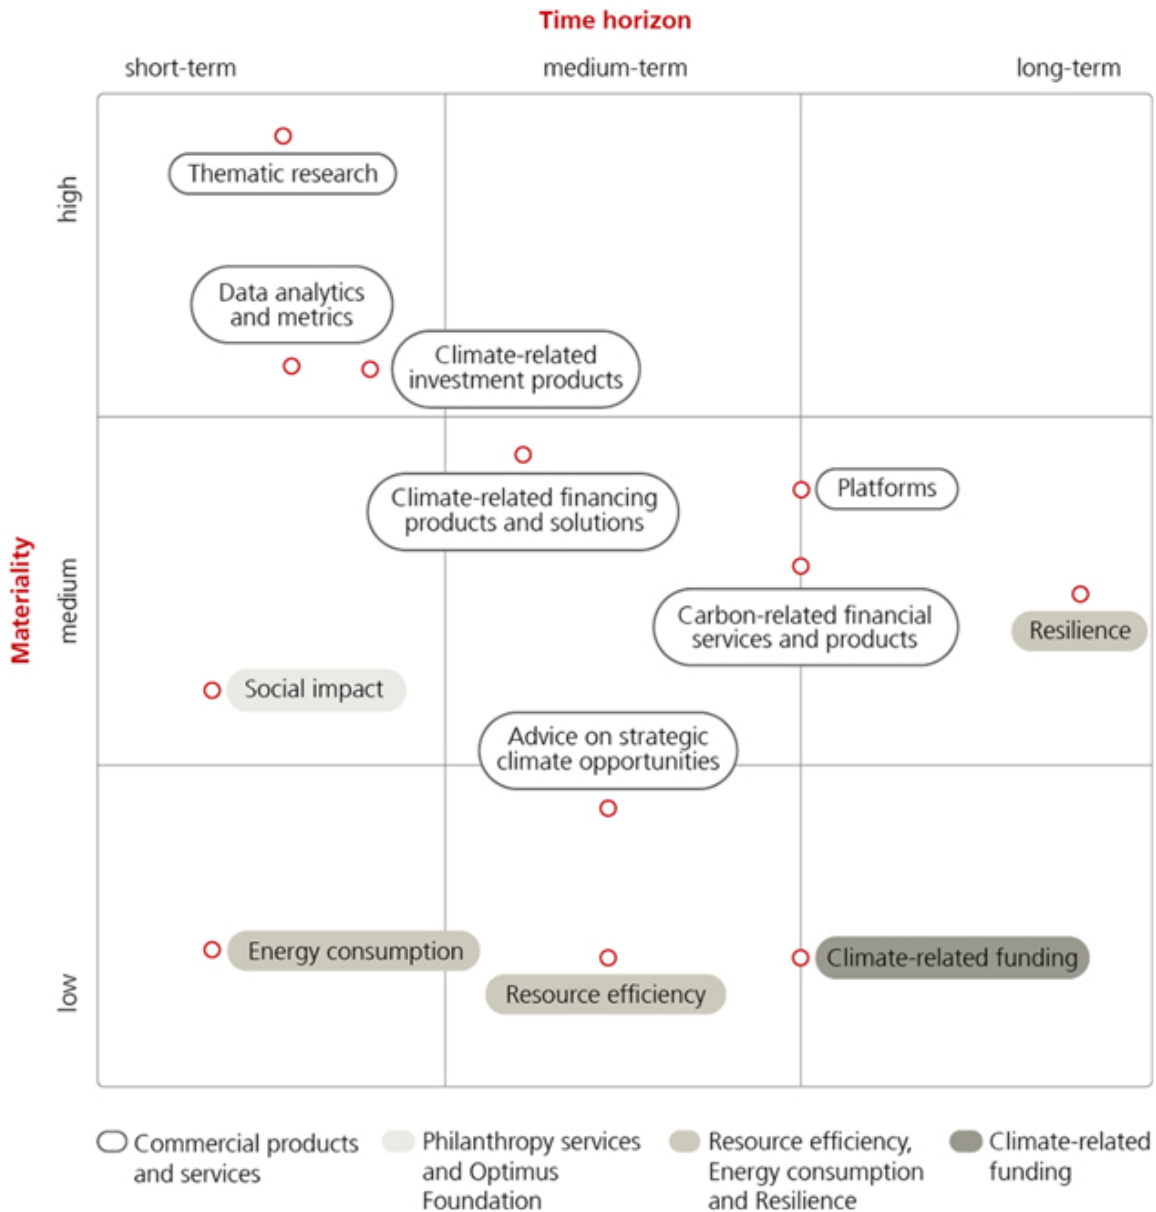 Time horizon
short-term medium-term long-term
high
Thematic research
Data analytics
and metrics
Climate-related
investment products
Materiality
medium
Climate-related financing
products and solutions
Platforms
Carbon-related financial
services and products
Resilience
Social impact
Advice on strategic
climate opportunities
low
Energy consumption
Resource efficiency
Climate-related funding
Commercial products
and services
Philanthropy services
and Optimus
Foundation
Resource efficiency,
Energy consumption
and Resilience
Climate-related
funding